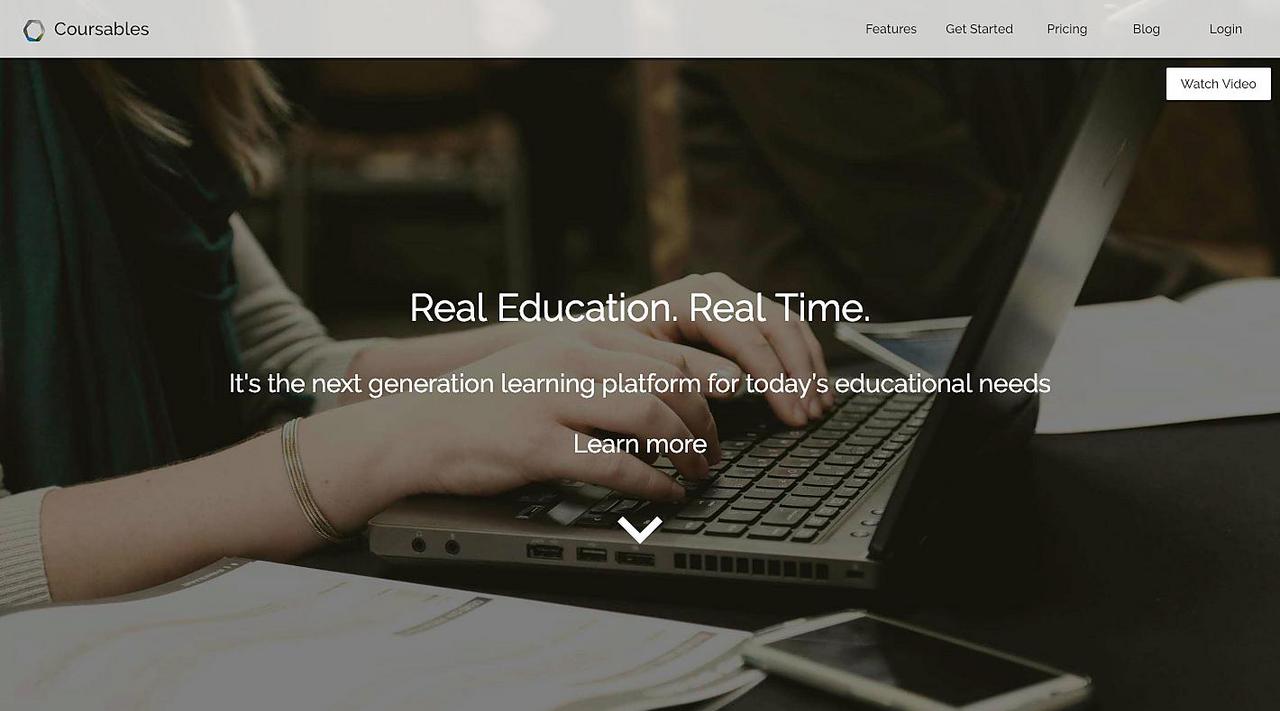 Coursables
Features
Get Started
Pricing
Blog
Login
Watch Video
Real Education. Real Time.
It's the next generation learning platform for today's educational needs
Learn more